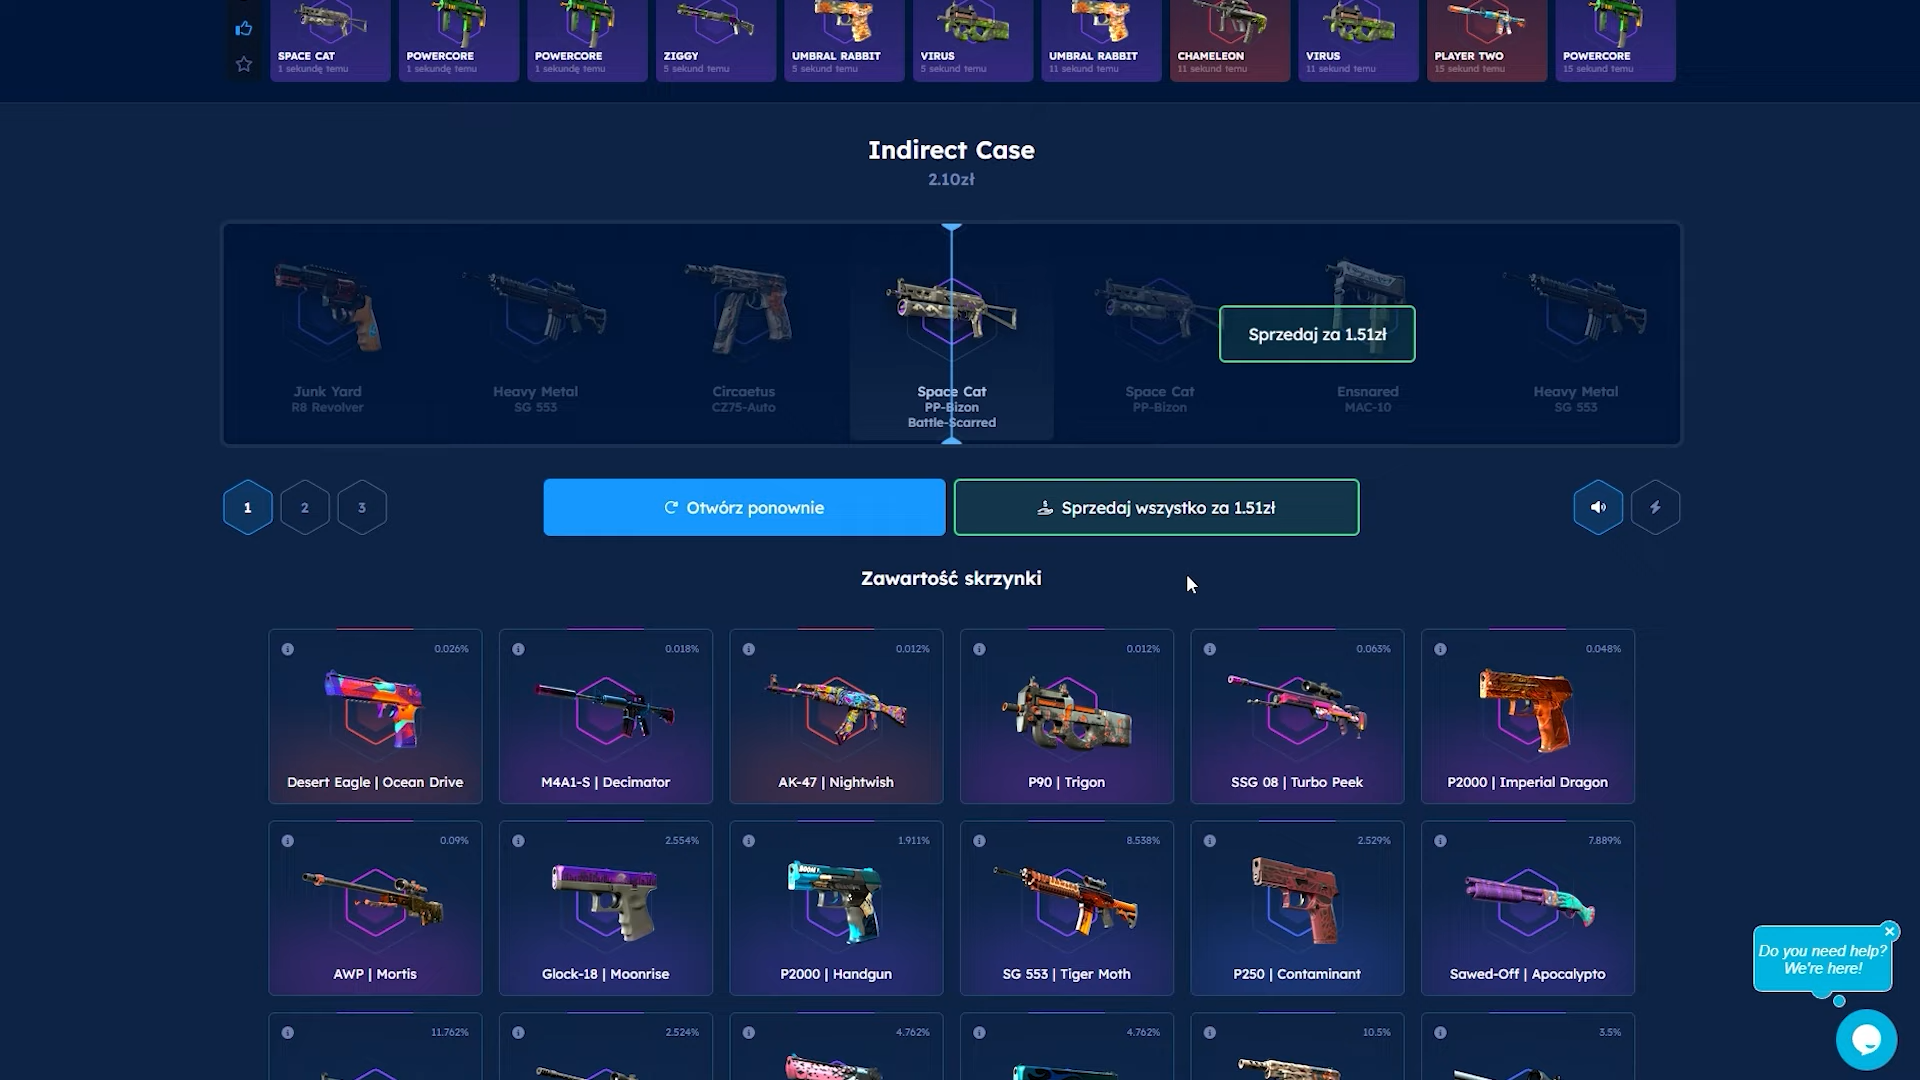 SPACE CAT
1 sekundę temu
POWERCORE
1 sekundę temu
POWERCORE
1 sekundę temu
ZIGGY
5 sekund temu
UMBRAL RABBIT
5 sekund temu
VIRUS
5 sekund temu
UMBRAL RABBIT
11 sekund temu
CHAMELEON
11 sekund temu
VIRUS
11 sekund temu
PLAYER TWO
15 sekund temu
POWERCORE
15 sekund temu
Indirect Case
2.10zł
Junk Yard
R8 Revolver
Heavy Metal
SG 553
Circaetus
CZ75-Auto
Space Cat
PP-Bizon
Battle-Scarred
Space Cat
PP-Bizon
Sprzedaj za 1.51zł
Ensnared
MAC-10
Heavy Metal
SG 553
1
2
3
Otwórz ponownie
Sprzedaj wszystko za 1.51zł
Zawartość skrzynki
0.026%
Desert Eagle | Ocean Drive
0.018%
M4A1-S | Decimator
0.012%
AK-47 | Nightwish
0.012%
P90 | Trigon
0.063%
SSG 08 | Turbo Peek
0.048%
P2000 | Imperial Dragon
0.09%
AWP | Mortis
2.554%
Glock-18 | Moonrise
1.911%
P2000 | Handgun
8.538%
SG 553 | Tiger Moth
2.529%
P250 | Contaminant
7.889%
Sawed-Off | Apocalypto
11.762%
2.524%
4.762%
4.762%
10.5%
3.5%
Do you need help?
We're here!